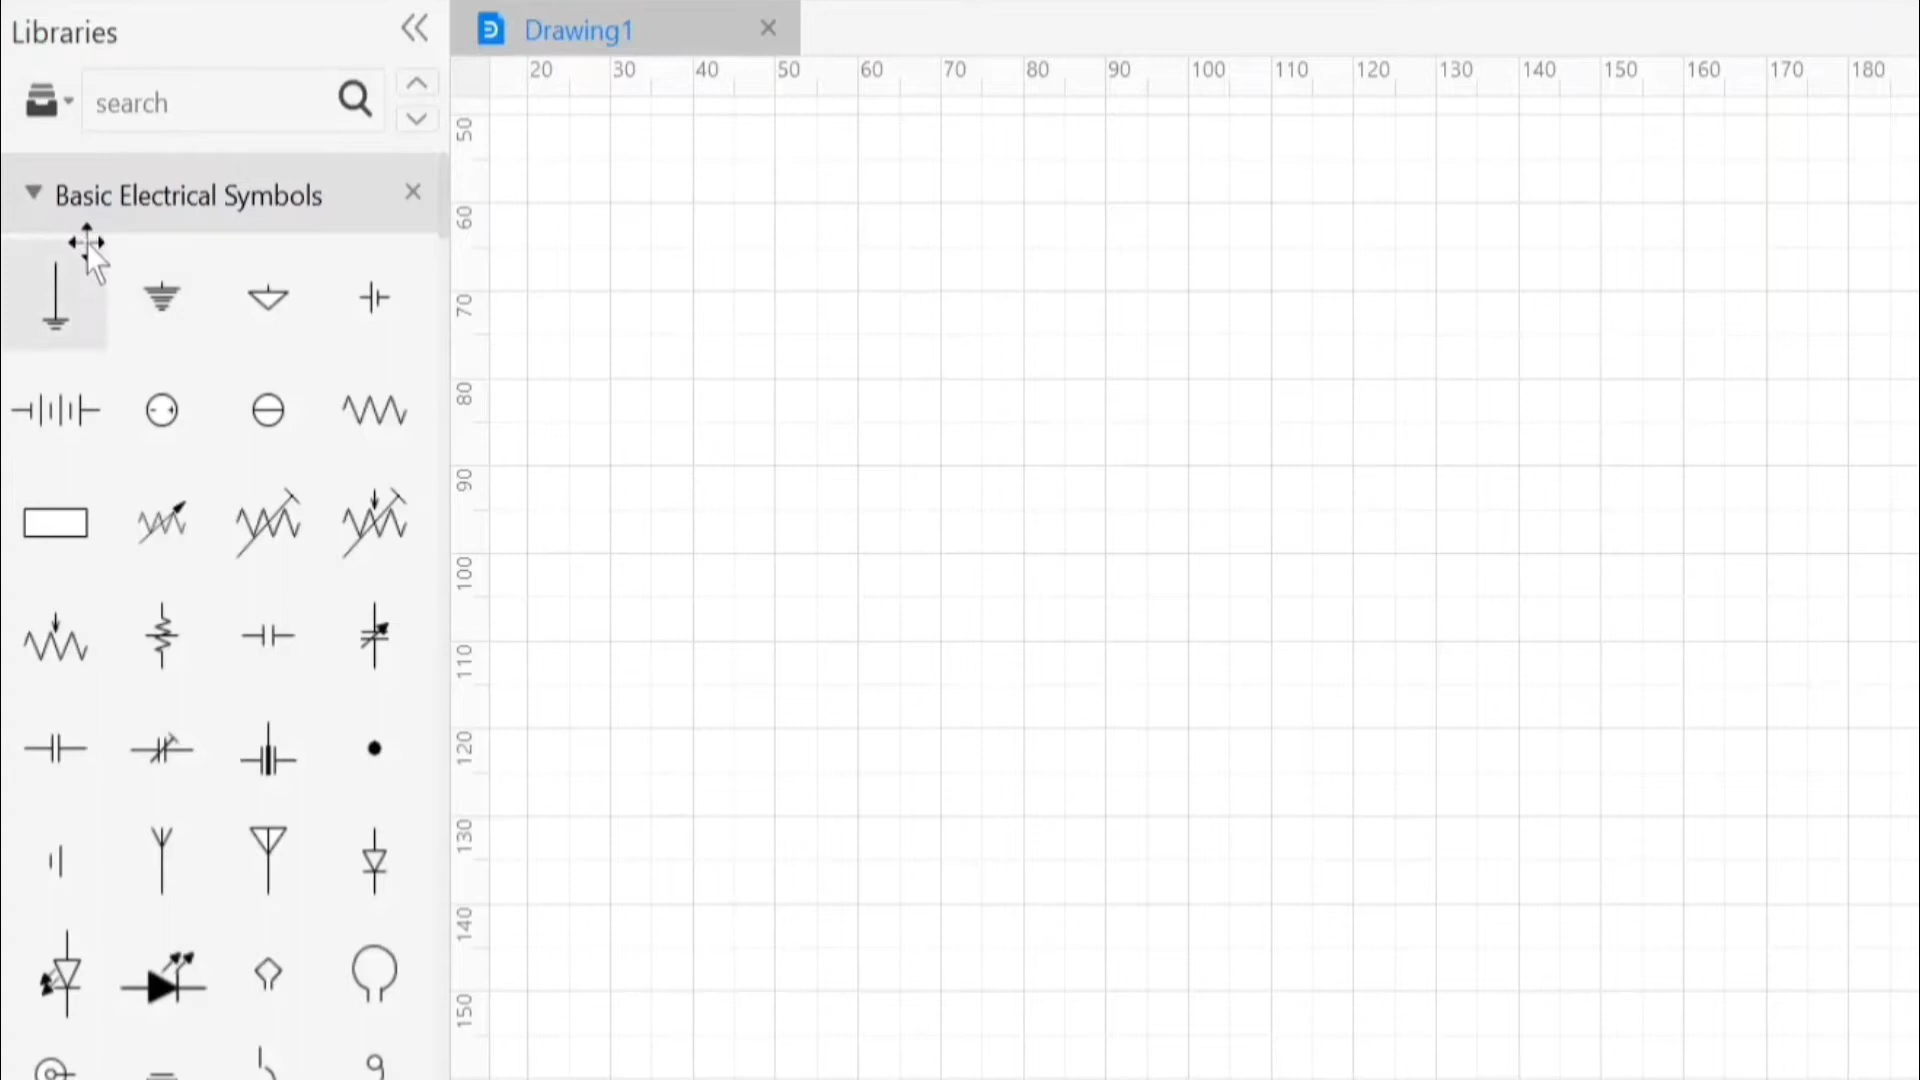 Libraries
Drawing1
20 30 40 50 60 70 80 90 100 110 120 130 140 150 160 170 180
search
Basic Electrical Symbols
50
60
70
80
90
100
110
120
130
140
150